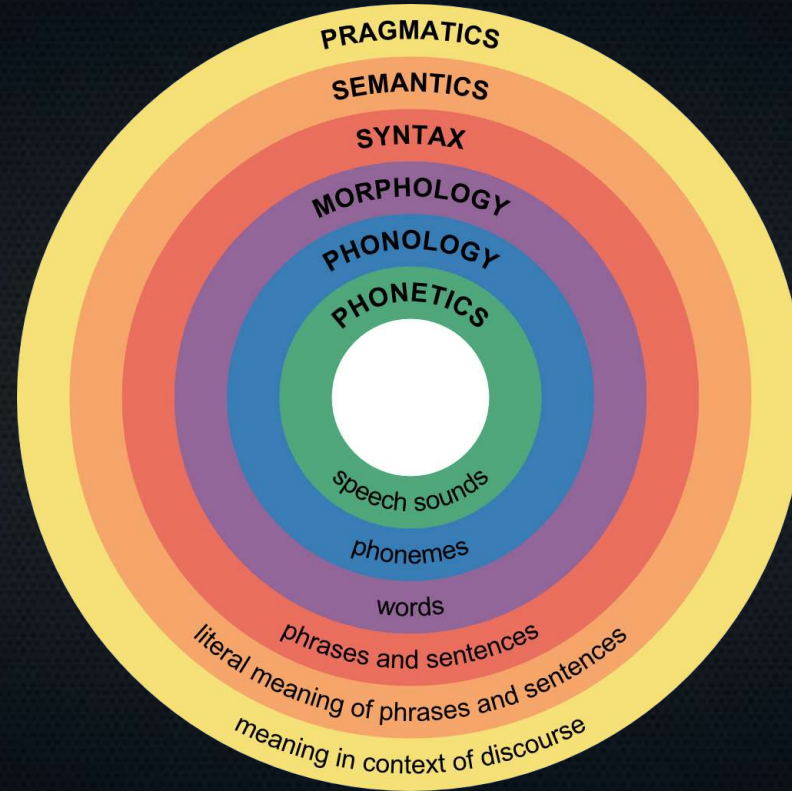 PRAGMATICS
SEMANTICS
SYNTAX
MORPHOLOGY
PHONOLOGY
PHONETICS
speech sounds
phonemes
words
phrases and sentences
literal meaning of phrases and sentences
meaning in context of discourse